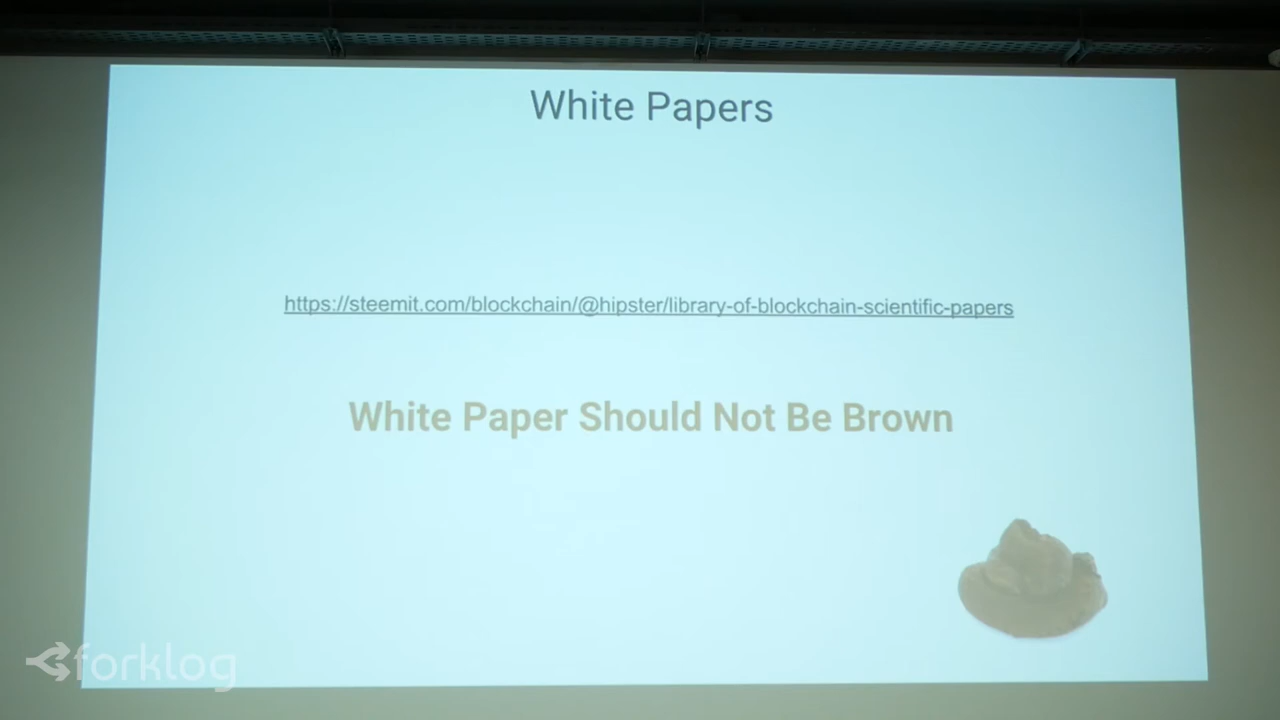 White Papers
https://steemit.com/blockchain/@hipster/library-of-blockchain-scientific-papers
White Paper Should Not Be Brown
forklog